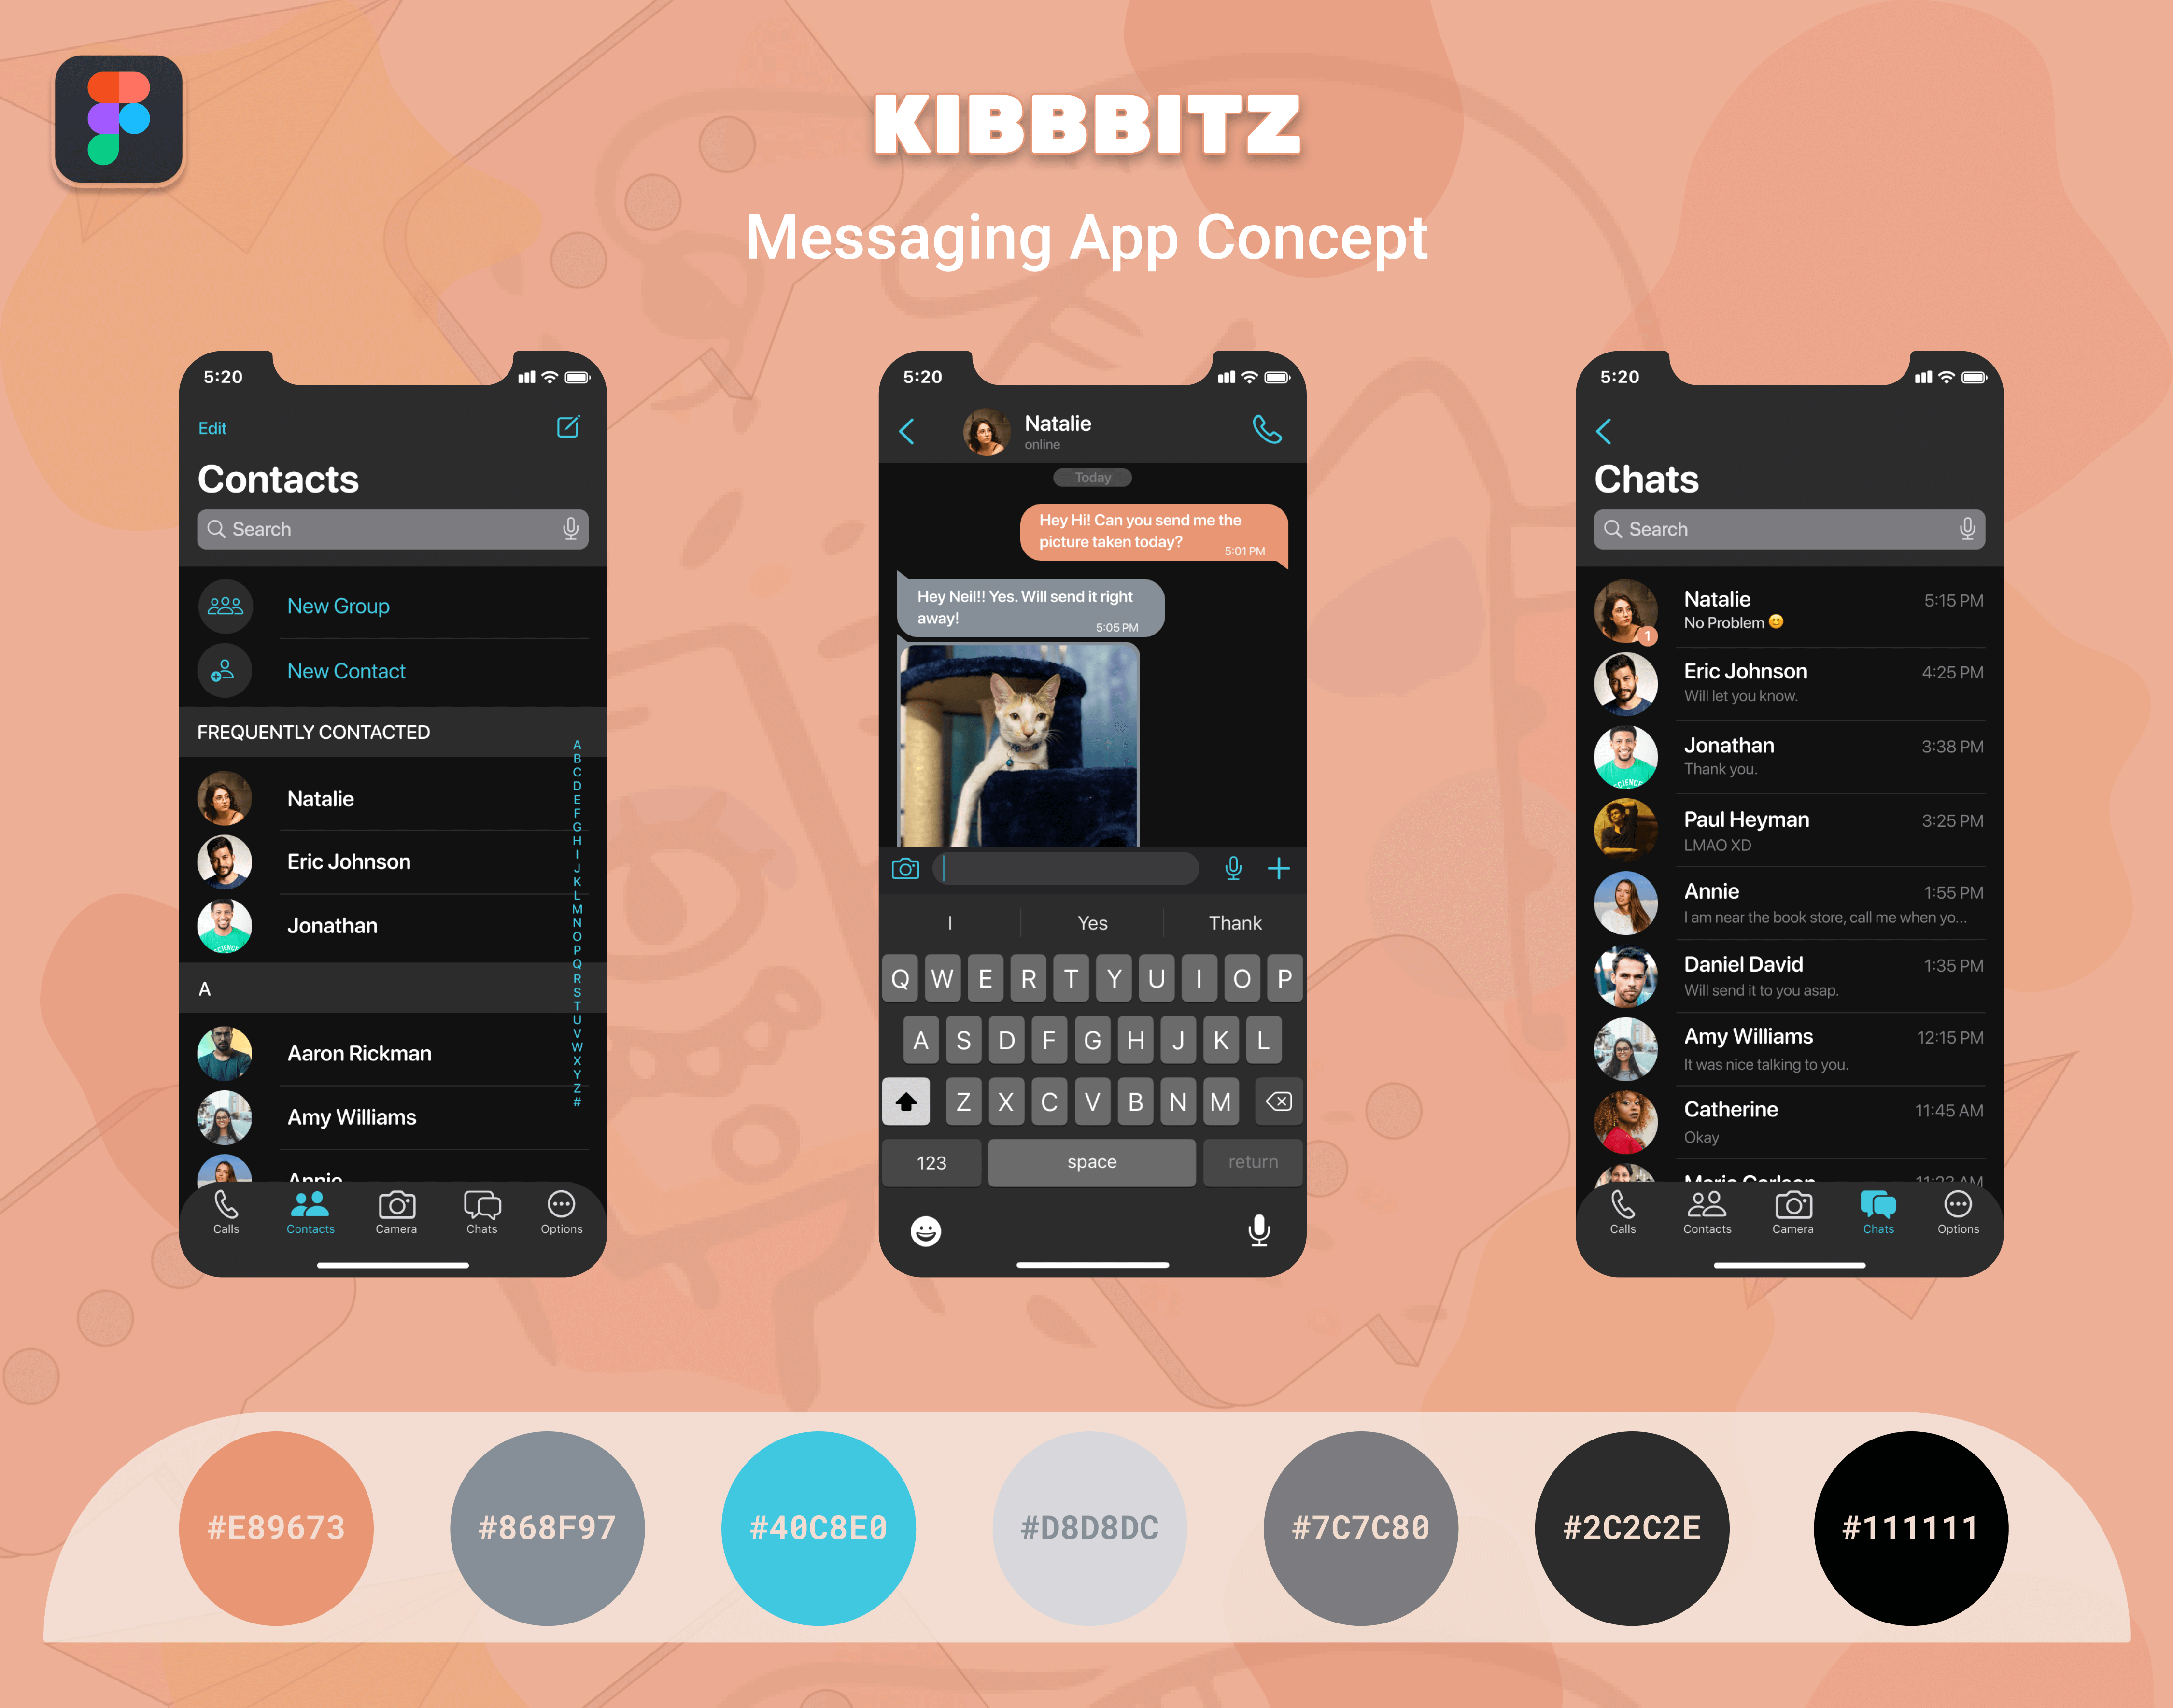 KIBBBITZ
Messaging App Concept
5:20
Edit
Contacts
Search
New Group
New Contact
FREQUENTLY CONTACTED
Natalie
Eric Johnson
Jonathan
A
Aaron Rickman
Amy Williams
Annie
A
B
C
D
E
F
G
H
I
J
K
L
M
N
O
P
Q
R
S
T
U
V
W
X
Y
Z
#
Calls
Contacts
Camera
Chats
Options
5:20
Natalie
online
Today
Hey Hi! Can you send me the
picture taken today?
5:01 PM
Hey Neil!! Yes. Will send it right
away!
5:05 PM
I Yes Thank
Q W E R T Y U I O P
A S D F G H J K L
Z X C V B N M
123 space return
5:20
Chats
Search
Natalie 5:15 PM
No Problem 😊
1
Eric Johnson 4:25 PM
Will let you know.
Jonathan 3:38 PM
Thank you.
SCIENCE
Paul Heyman 3:25 PM
LMAO XD
Annie 1:55 PM
I am near the book store, call me when yo...
Daniel David 1:35 PM
Will send it to you asap.
Amy Williams 12:15 PM
It was nice talking to you.
Catherine 11:45 AM
Okay
Calls
Contacts
Camera
Chats
Options
#E89673
#868F97
#40C8E0
#D8D8DC
#7C7C80
#2C2C2E
#111111